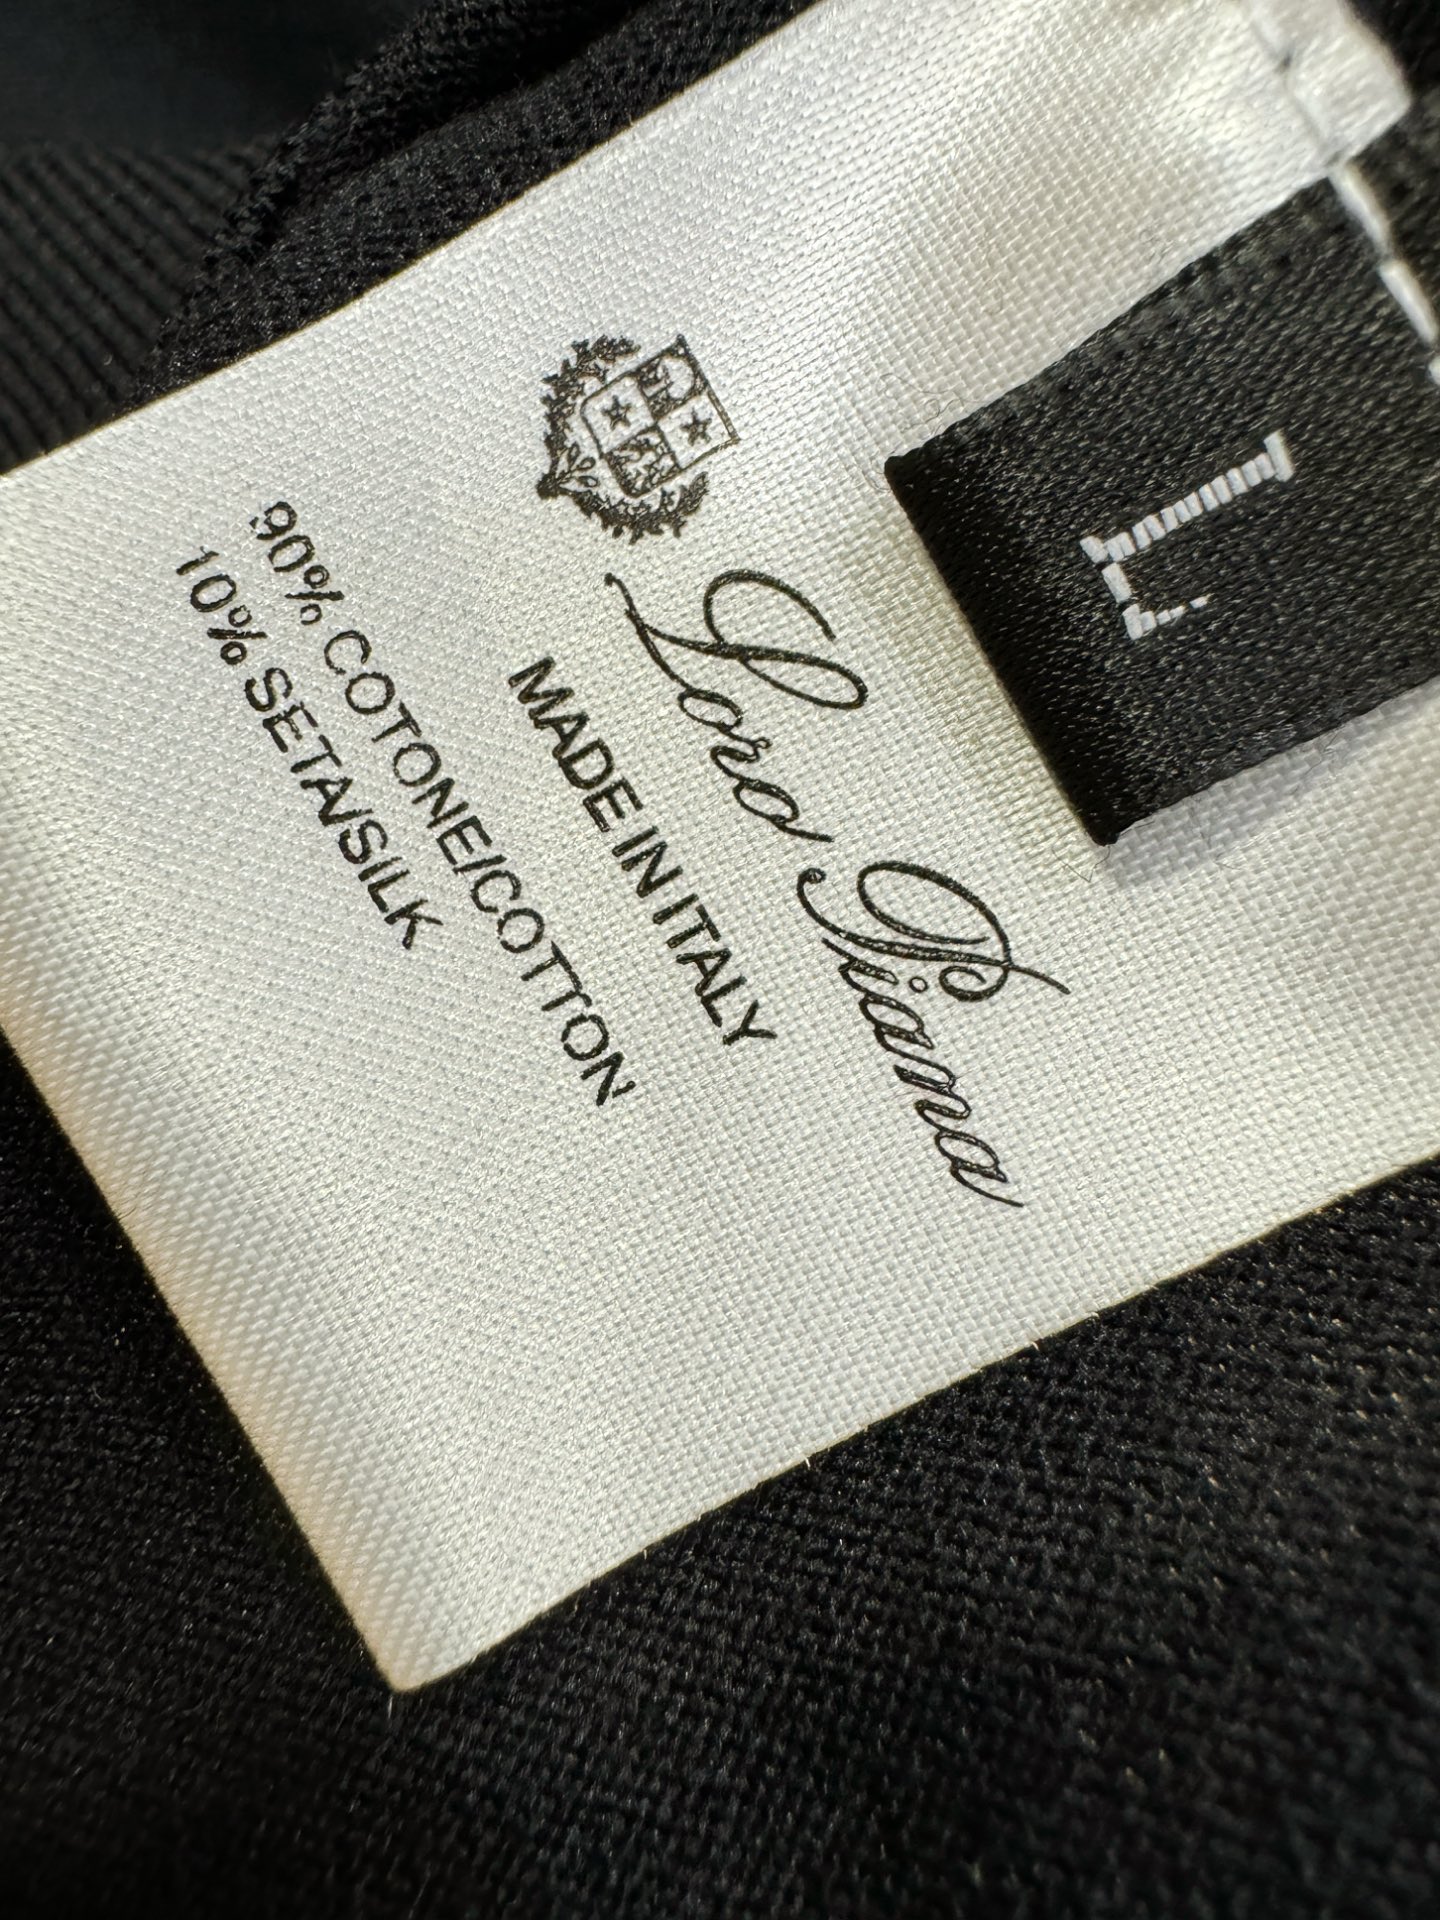 L
Loro Piana
MADE IN ITALY
90% COTONE/COTTON
10% SETA/SILK